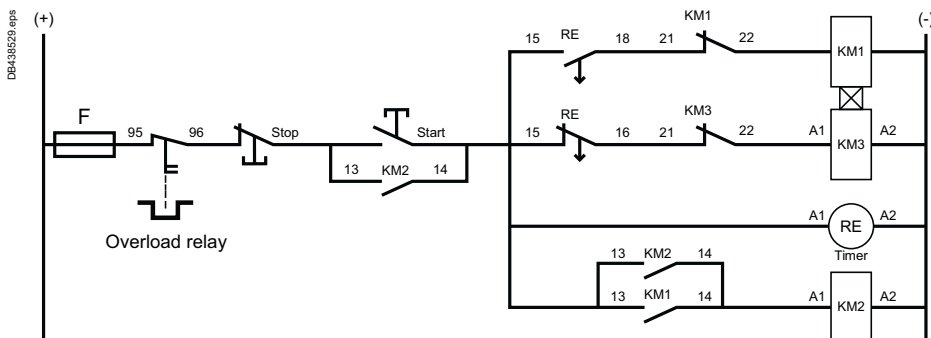 DB438529.eps
(+)
(-)
KM1
15 RE 18 21 22
KM1
F
95 96 Stop Start
15 RE 16 21 KM3 22 A1 KM3 A2
13 KM2 14
Overload relay
A1 RE A2
Timer
13 KM2 14
13 KM1 14 A1 KM2 A2